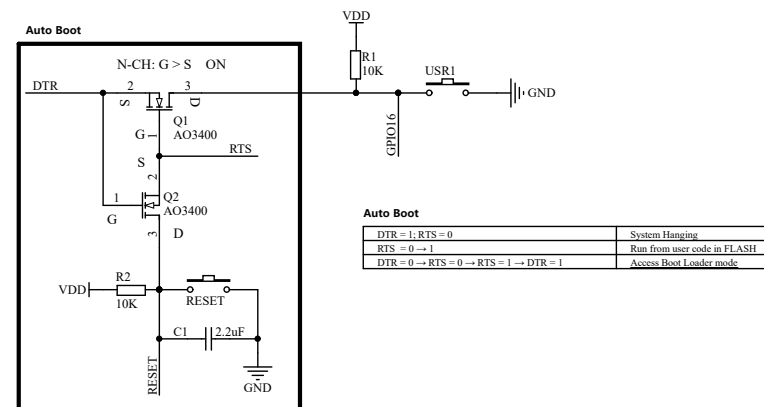 Auto Boot
N-CH: G > S ON
DTR
2
3
S
D
Q1
AO3400
G
1
RTS
S
2
1
Q2
AO3400
G
3
D
R2
VDD
10K
RESET
C1
2.2uF
RESET
GND
VDD
R1
10K
USR1
GND
GPIO16
Auto Boot
DTR = 1; RTS = 0 System Hanging
RTS = 0 → 1 Run from user code in FLASH
DTR = 0 → RTS = 0 → RTS = 1 → DTR = 1 Access Boot Loader mode